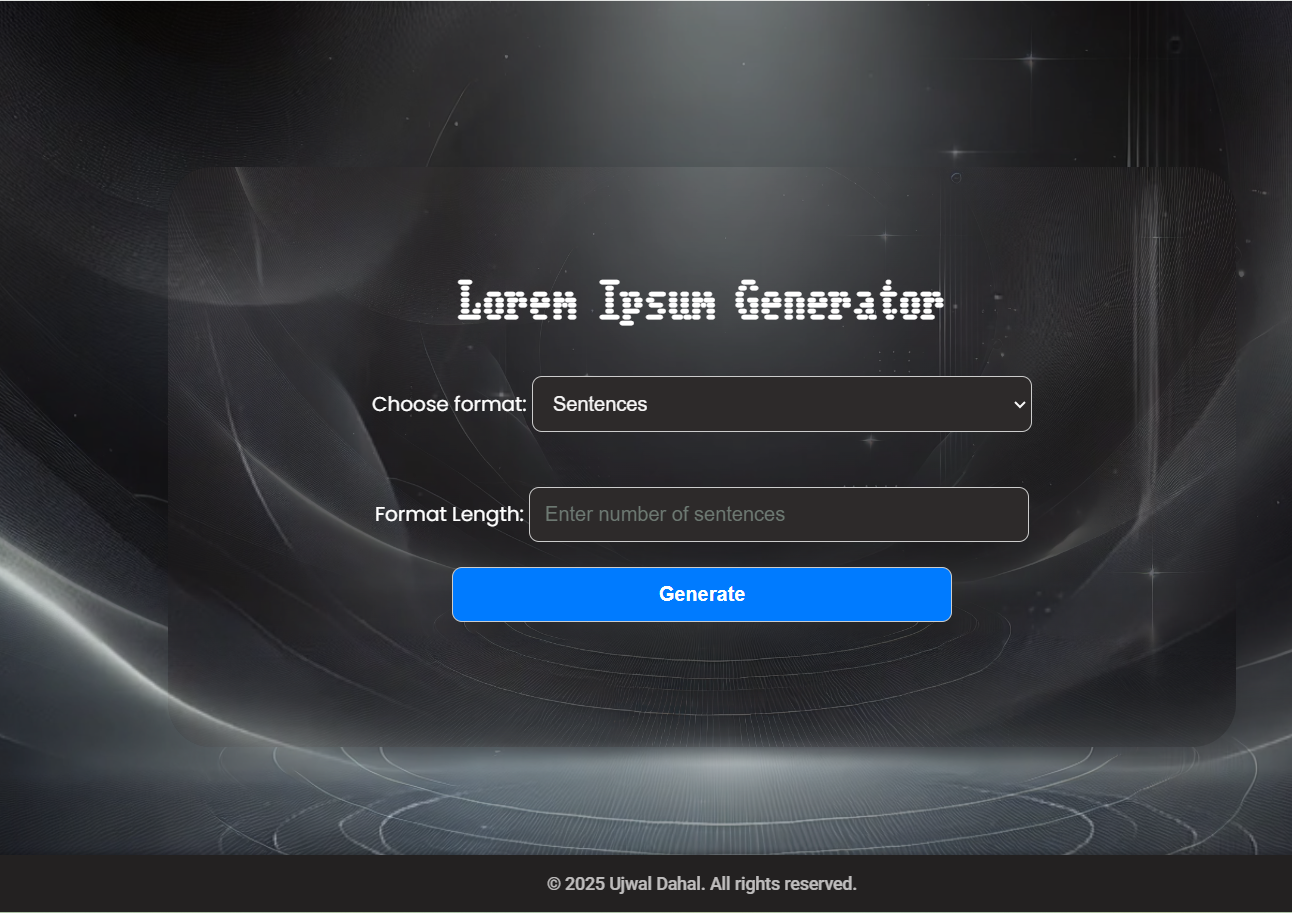 Lorem Ipsum Generator
Choose format: Sentences
Format Length: Enter number of sentences
Generate
© 2025 Ujwal Dahal. All rights reserved.